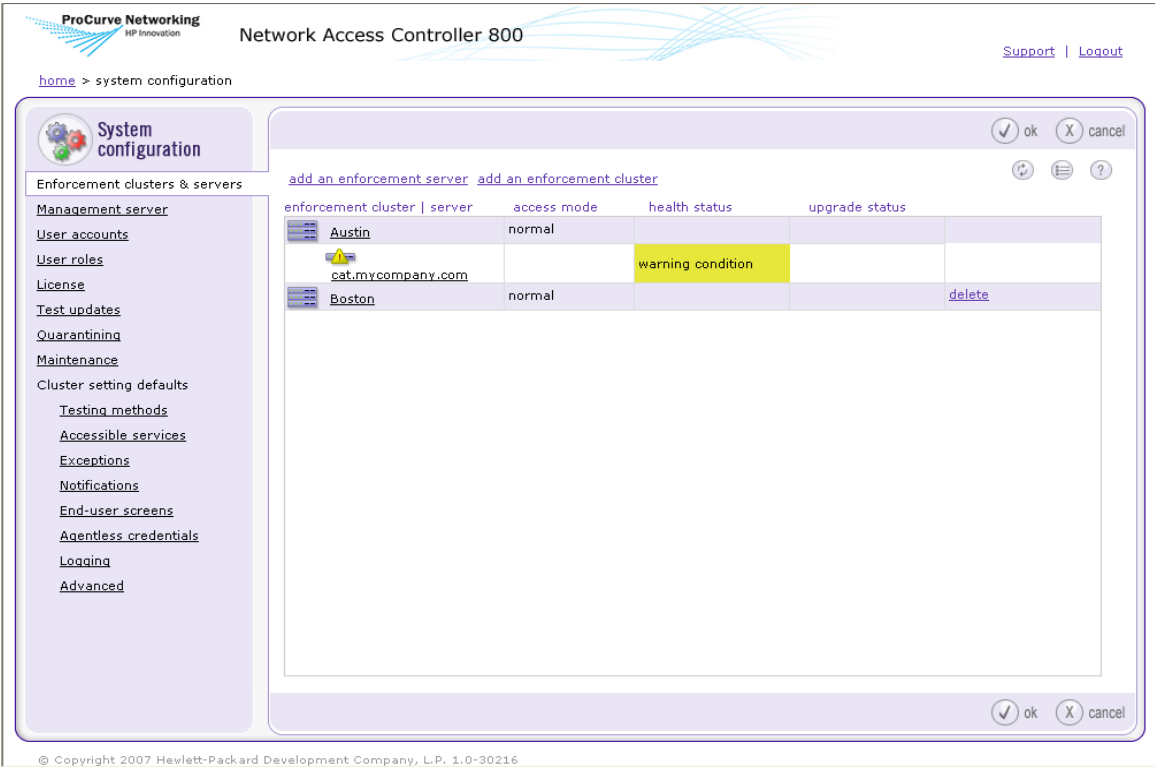 ProCurve Networking
HP Innovation
Network Access Controller 800
Support | Logout
home > system configuration
System
configuration
ok X cancel
Enforcement clusters & servers
add an enforcement server add an enforcement cluster
?
Management server
enforcement cluster | server access mode health status upgrade status
User accounts
Austin normal
User roles
cat.mycompany.com warning condition
License
Boston normal delete
Test updates
Quarantining
Maintenance
Cluster setting defaults
Testing methods
Accessible services
Exceptions
Notifications
End-user screens
Agentless credentials
Logging
Advanced
ok X cancel
© Copyright 2007 Hewlett-Packard Development Company, L.P. 1.0-30216